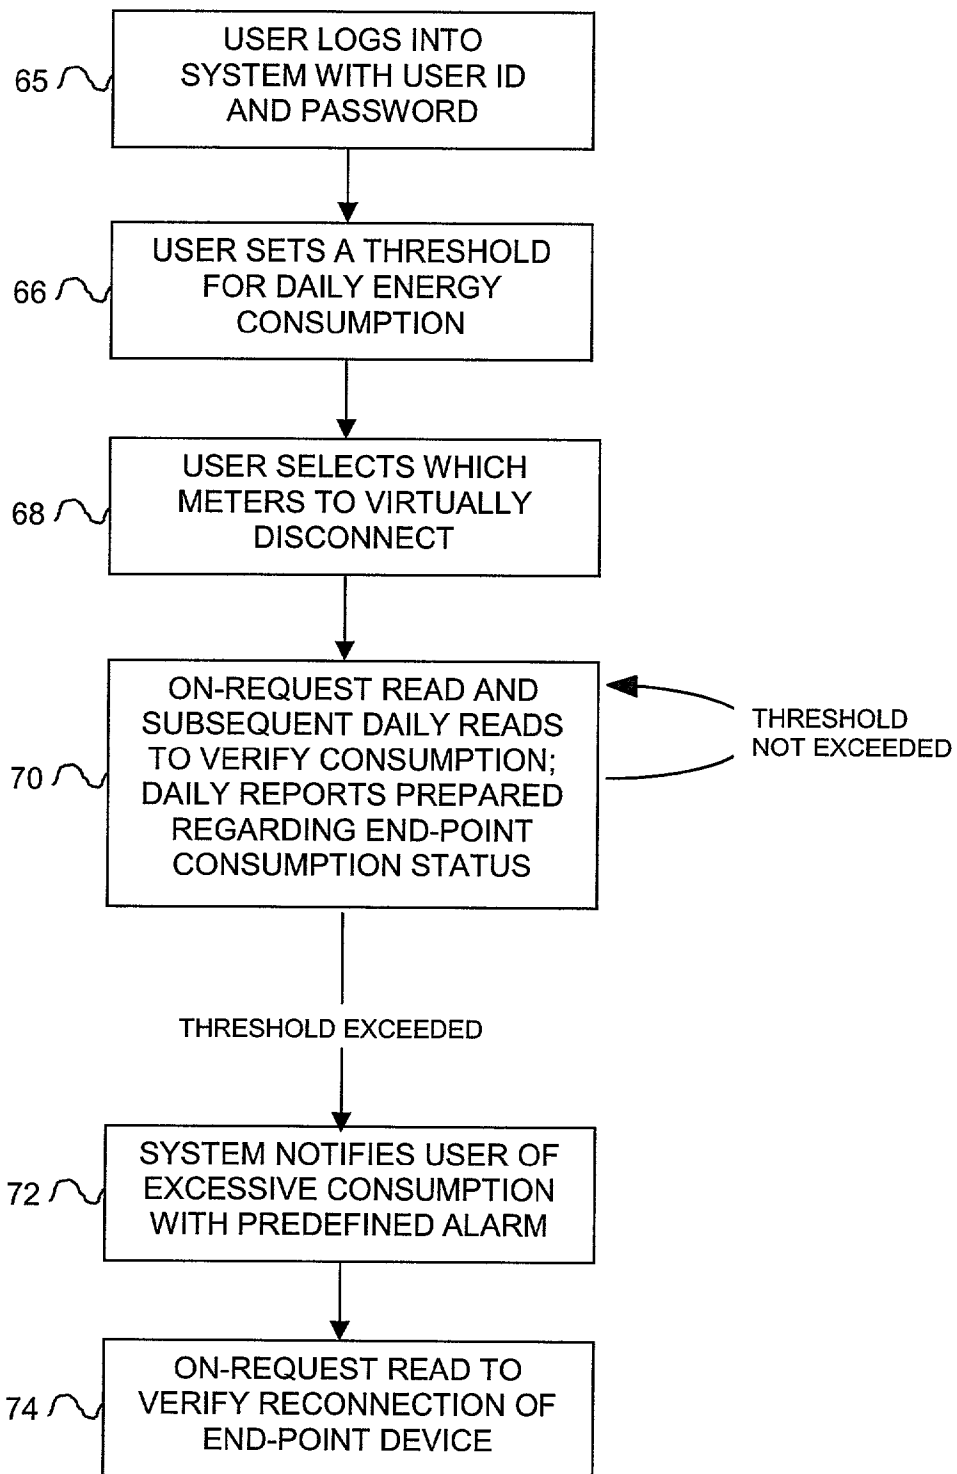 USER LOGS INTO
SYSTEM WITH USER ID
AND PASSWORD
65
USER SETS A THRESHOLD
FOR DAILY ENERGY
CONSUMPTION
66
USER SELECTS WHICH
METERS TO VIRTUALLY
DISCONNECT
68
ON-REQUEST READ AND
SUBSEQUENT DAILY READS
TO VERIFY CONSUMPTION;
DAILY REPORTS PREPARED
REGARDING END-POINT
CONSUMPTION STATUS
70
THRESHOLD
NOT EXCEEDED
THRESHOLD EXCEEDED
SYSTEM NOTIFIES USER OF
EXCESSIVE CONSUMPTION
WITH PREDEFINED ALARM
72
ON-REQUEST READ TO
VERIFY RECONNECTION OF
END-POINT DEVICE
74